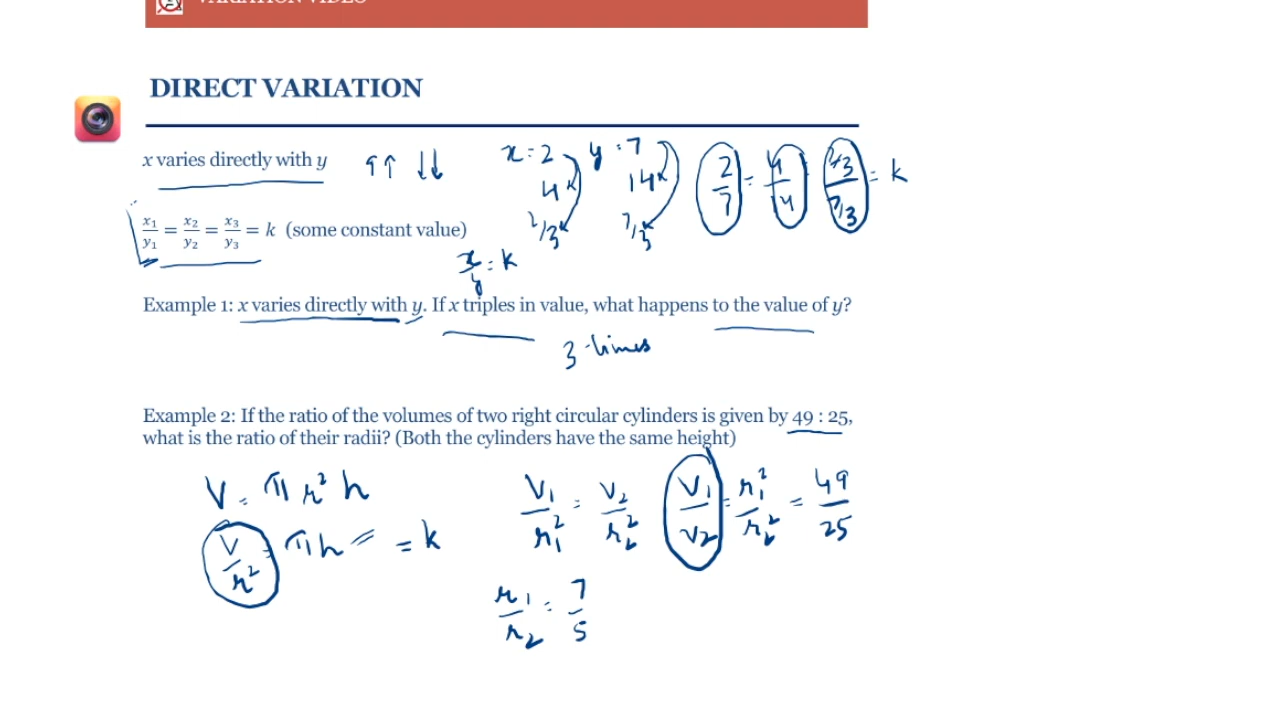 VARIATION VIDEO
DIRECT VARIATION
x varies directly with y ↑↑ ↓↓ x = 2 y = 7
4 14
2/3 7/3
2/7 = 4/14 = 2/3 / 7/3 = k
x₁/y₁ = x₂/y₂ = x₃/y₃ = k (some constant value)
x/y = k
Example 1: x varies directly with y. If x triples in value, what happens to the value of y?
3 times
Example 2: If the ratio of the volumes of two right circular cylinders is given by 49 : 25,
what is the ratio of their radii? (Both the cylinders have the same height)
V = π r² h
V/r² = πh = k
V₁/r₁² = V₂/r₂² V₁/V₂ = r₁²/r₂² = 49/25
r₁/r₂ = 7/5